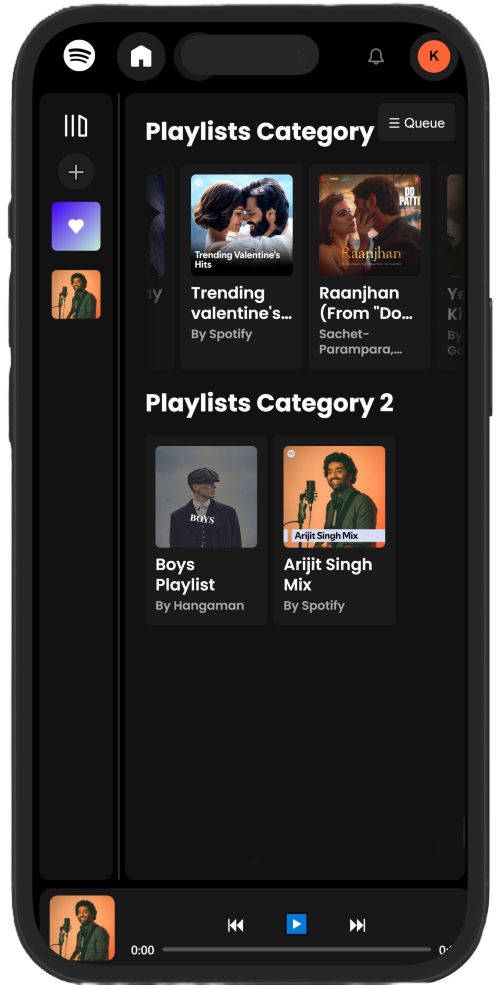 K
Playlists Category
☰ Queue
ay
Trending Valentine's
Hits
Trending
valentine's...
By Spotify
DO
PATTI
Raanjhan
Raanjhan
(From "Do...
Sachet-
Parampara,...
Ye
Ki
By
Ga
Playlists Category 2
BOYS
Boys
Playlist
By Hangaman
Arijit Singh Mix
Arijit Singh
Mix
By Spotify
0:00
0: